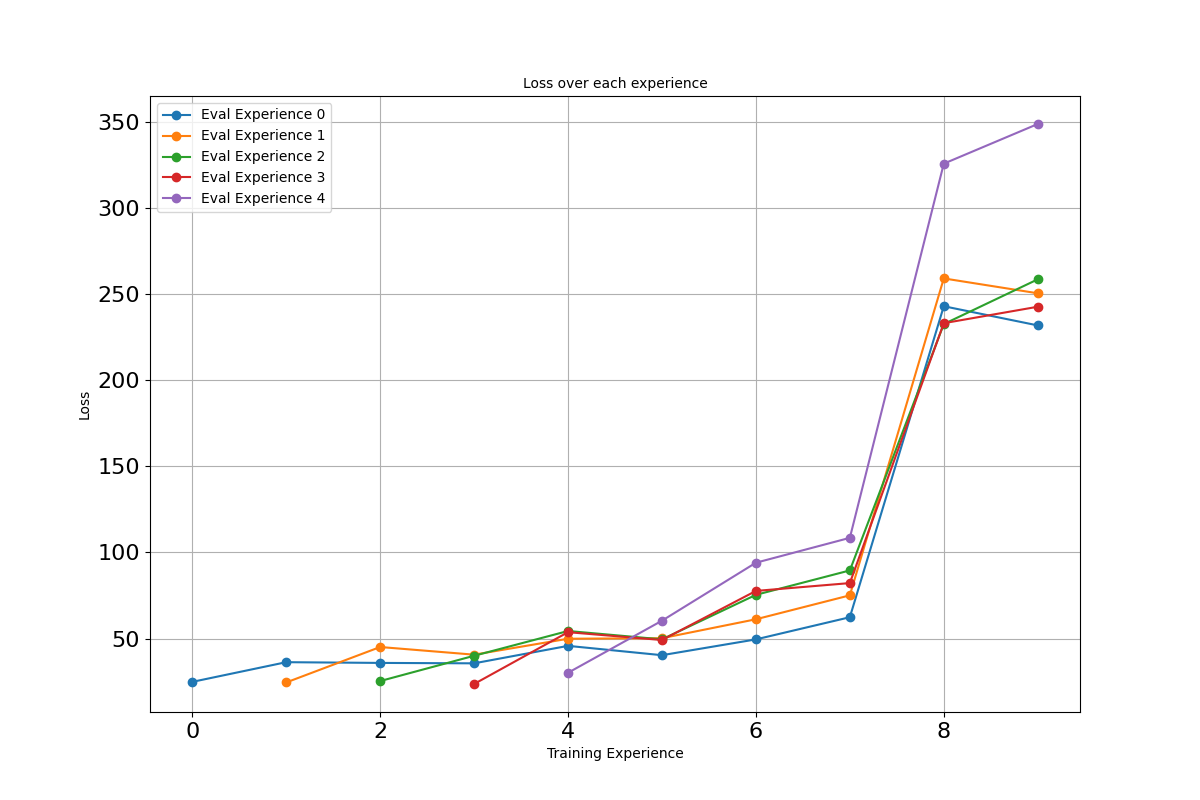 Loss over each experience
Eval Experience 0
Eval Experience 1
Eval Experience 2
Eval Experience 3
Eval Experience 4
350
300
250
200
150
100
50
Loss
0 2 4 6 8
Training Experience